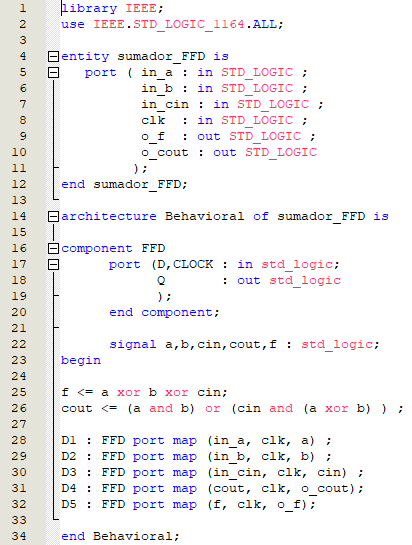 1 library IEEE;
2 use IEEE.STD_LOGIC_1164.ALL;
3
4 entity sumador_FFD is
5 port ( in_a : in STD_LOGIC ;
6 in_b : in STD_LOGIC ;
7 in_cin : in STD_LOGIC ;
8 clk : in STD_LOGIC ;
9 o_f : out STD_LOGIC ;
10 o_cout : out STD_LOGIC
11 );
12 end sumador_FFD;
13
14 architecture Behavioral of sumador_FFD is
15
16 component FFD
17 port (D,CLOCK : in std_logic;
18 Q : out std_logic
19 );
20 end component;
21
22 signal a,b,cin,cout,f : std_logic;
23 begin
24
25 f <= a xor b xor cin;
26 cout <= (a and b) or (cin and (a xor b) ) ;
27
28 D1 : FFD port map (in_a, clk, a) ;
29 D2 : FFD port map (in_b, clk, b) ;
30 D3 : FFD port map (in_cin, clk, cin) ;
31 D4 : FFD port map (cout, clk, o_cout);
32 D5 : FFD port map (f, clk, o_f);
33
34 end Behavioral;